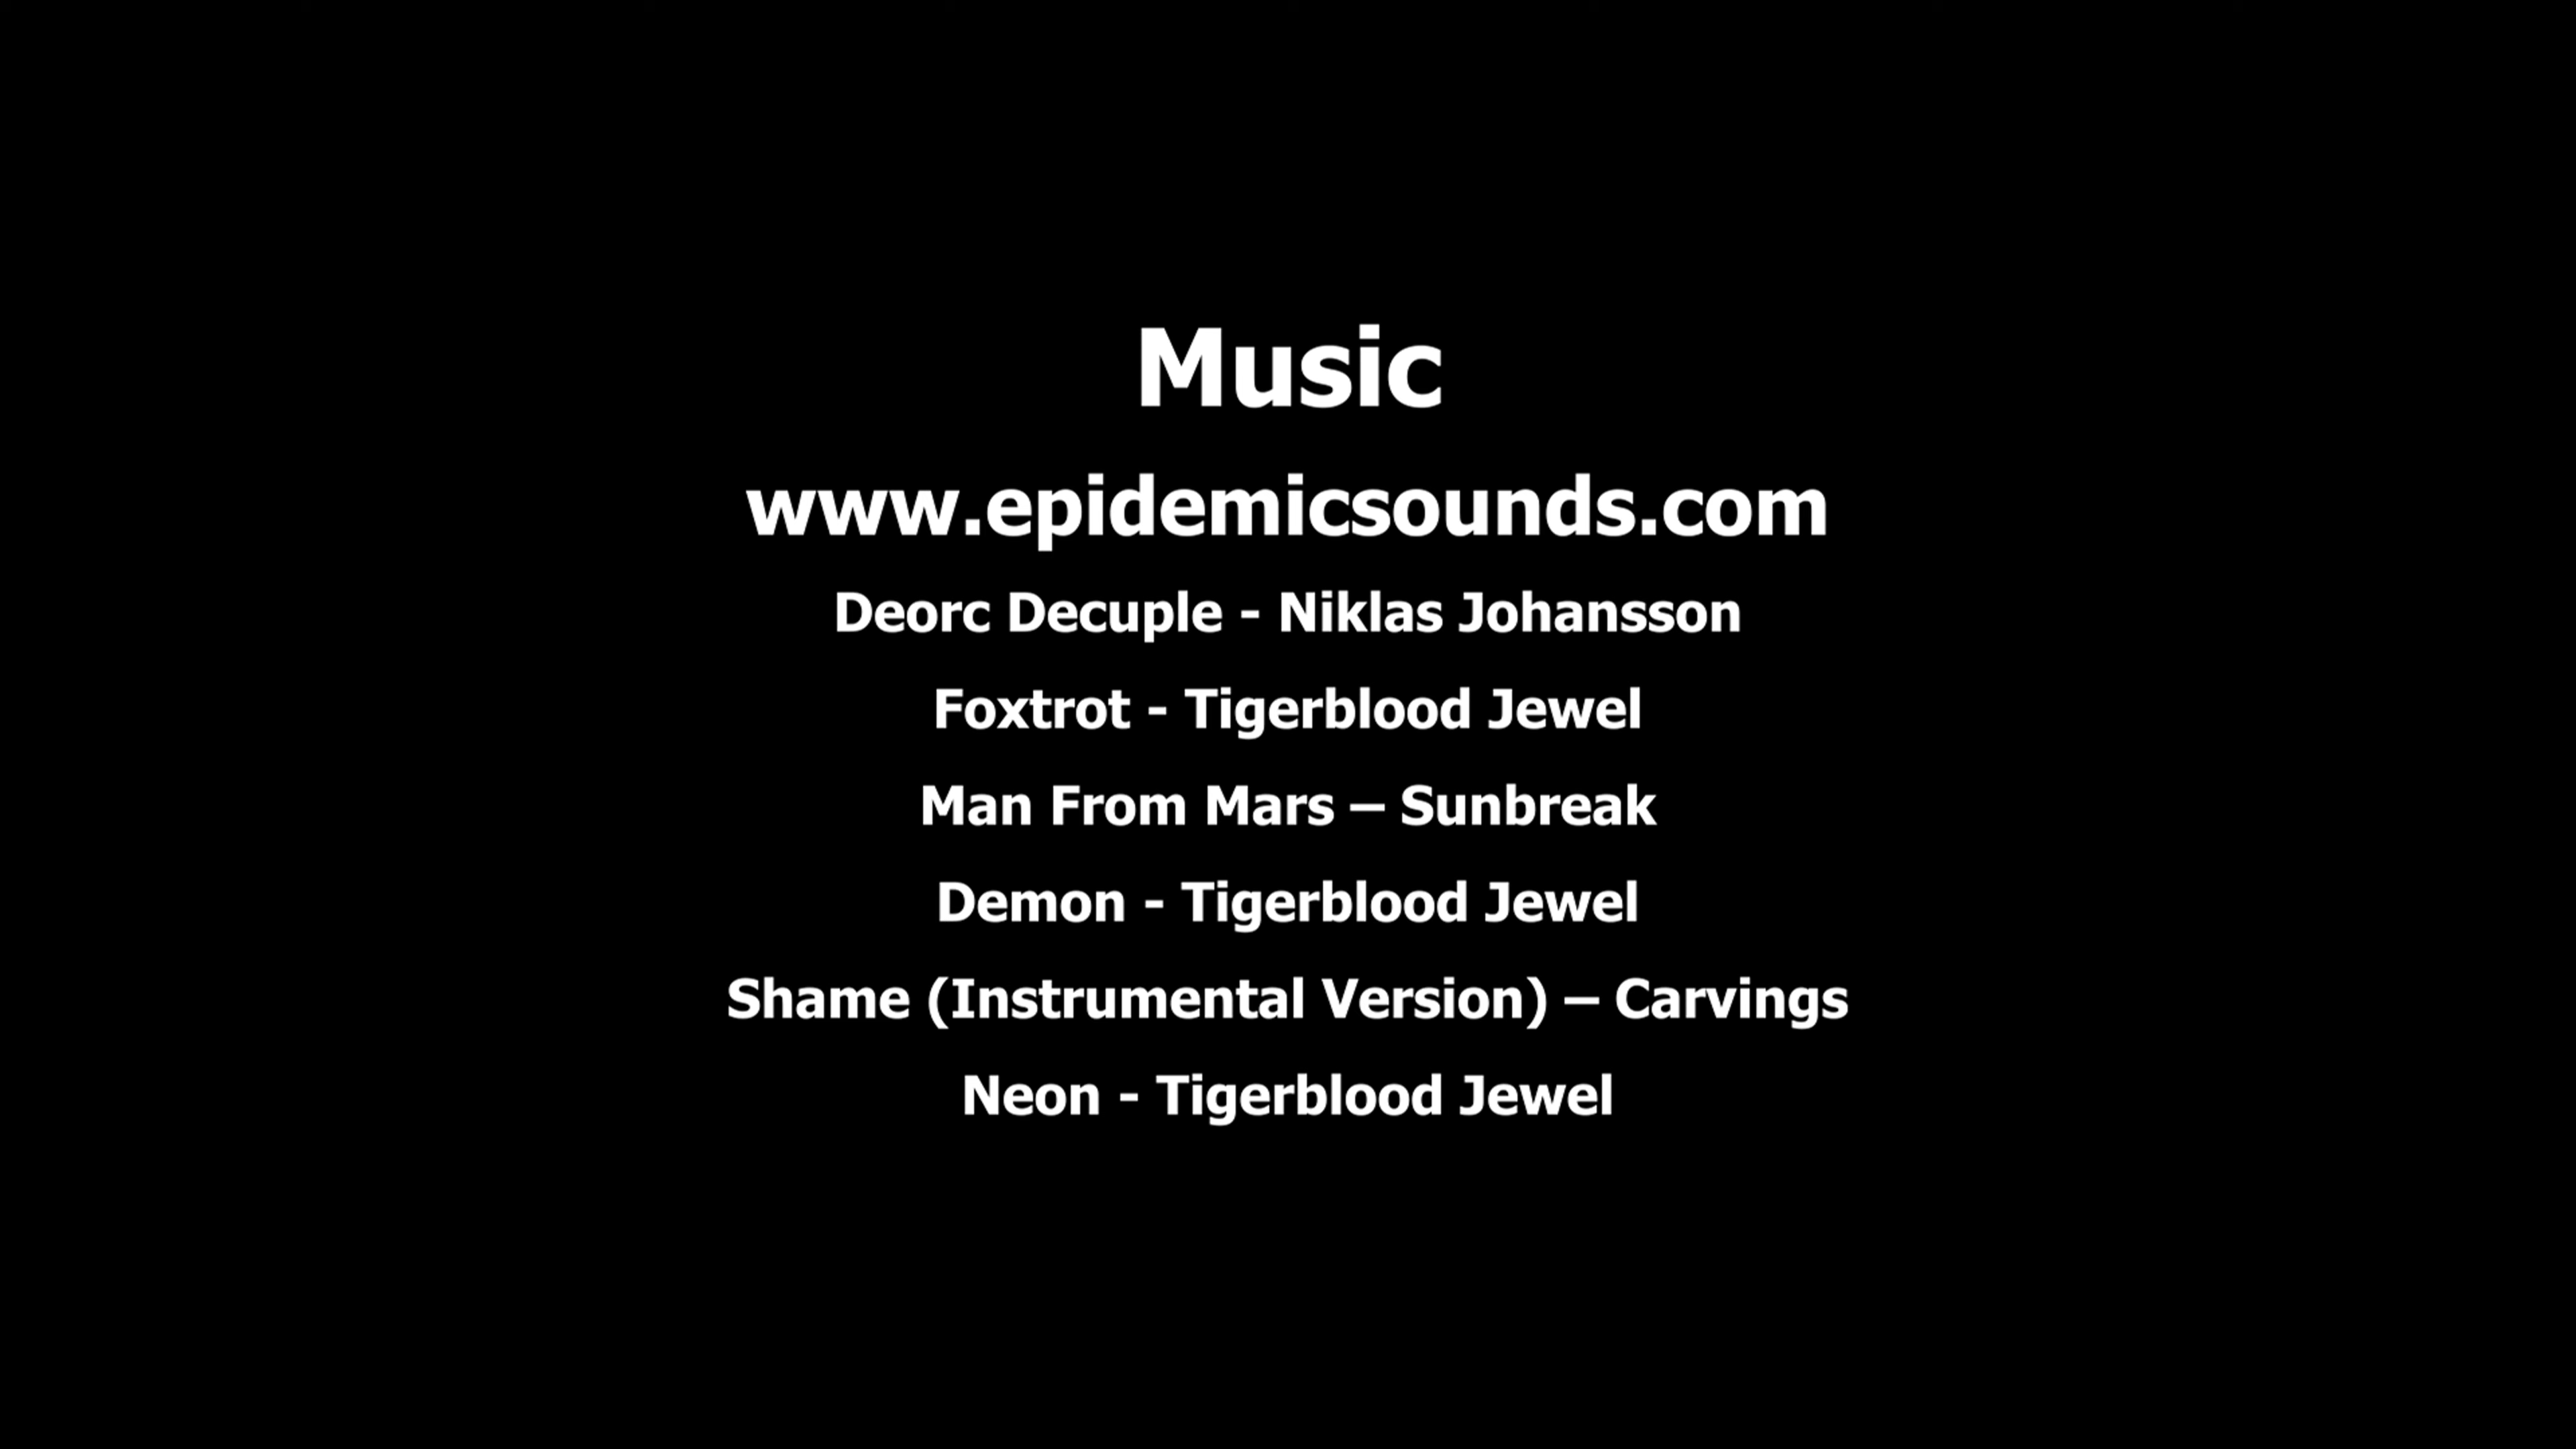 Music
www.epidemicsounds.com
Deorc Decuple - Niklas Johansson
Foxtrot - Tigerblood Jewel
Man From Mars – Sunbreak
Demon - Tigerblood Jewel
Shame (Instrumental Version) – Carvings
Neon - Tigerblood Jewel